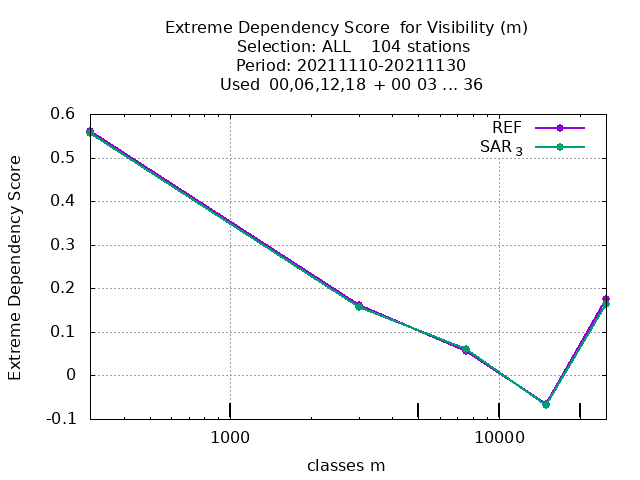 Extreme Dependency Score  for Visibility (m)
Selection: ALL    104 stations
Period: 20211110-20211130
Used  00,06,12,18  + 00 03 ... 36
REF
SAR 3
Extreme Dependency Score
0.6
0.5
0.4
0.3
0.2
0.1
0
-0.1
1000
10000
classes m